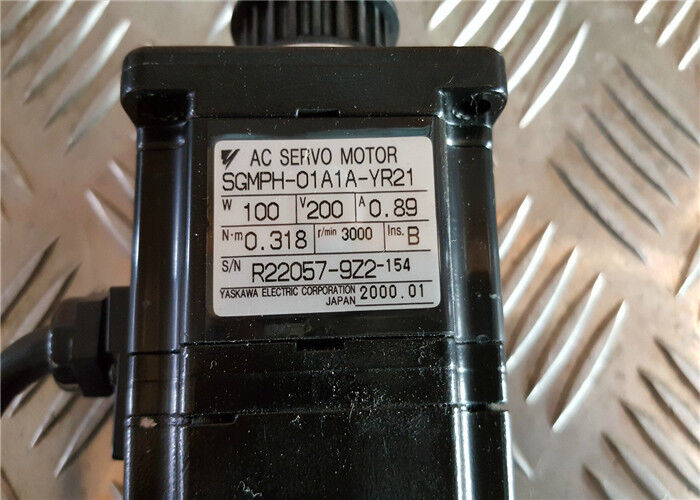 AC SERVO MOTOR
SGMPH-01A1A-YR21
W 100 V 200 A 0.89
N·m 0.318 r/min 3000 Ins. B
S/N R22057-9Z2-154
YASKAWA ELECTRIC CORPORATION 2000.01
JAPAN